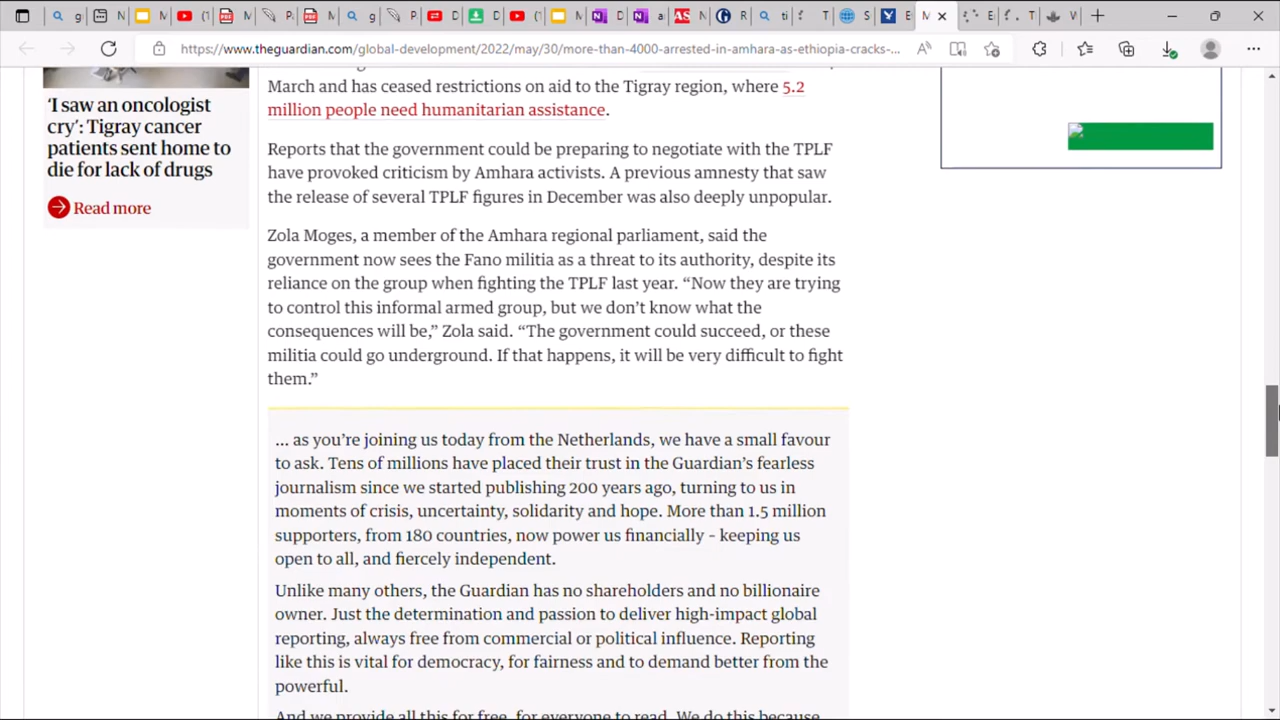 https://www.theguardian.com/global-development/2022/may/30/more-than-4000-arrested-in-amhara-as-ethiopia-cracks-...
'I saw an oncologist
cry': Tigray cancer
patients sent home to
die for lack of drugs
Read more
March and has ceased restrictions on aid to the Tigray region, where 5.2
million people need humanitarian assistance.
Reports that the government could be preparing to negotiate with the TPLF
have provoked criticism by Amhara activists. A previous amnesty that saw
the release of several TPLF figures in December was also deeply unpopular.
Zola Moges, a member of the Amhara regional parliament, said the
government now sees the Fano militia as a threat to its authority, despite its
reliance on the group when fighting the TPLF last year. “Now they are trying
to control this informal armed group, but we don’t know what the
consequences will be,” Zola said. “The government could succeed, or these
militia could go underground. If that happens, it will be very difficult to fight
them.”
... as you’re joining us today from the Netherlands, we have a small favour
to ask. Tens of millions have placed their trust in the Guardian’s fearless
journalism since we started publishing 200 years ago, turning to us in
moments of crisis, uncertainty, solidarity and hope. More than 1.5 million
supporters, from 180 countries, now power us financially – keeping us
open to all, and fiercely independent.
Unlike many others, the Guardian has no shareholders and no billionaire
owner. Just the determination and passion to deliver high-impact global
reporting, always free from commercial or political influence. Reporting
like this is vital for democracy, for fairness and to demand better from the
powerful.
And we provide all this for free, for everyone to read. We do this because